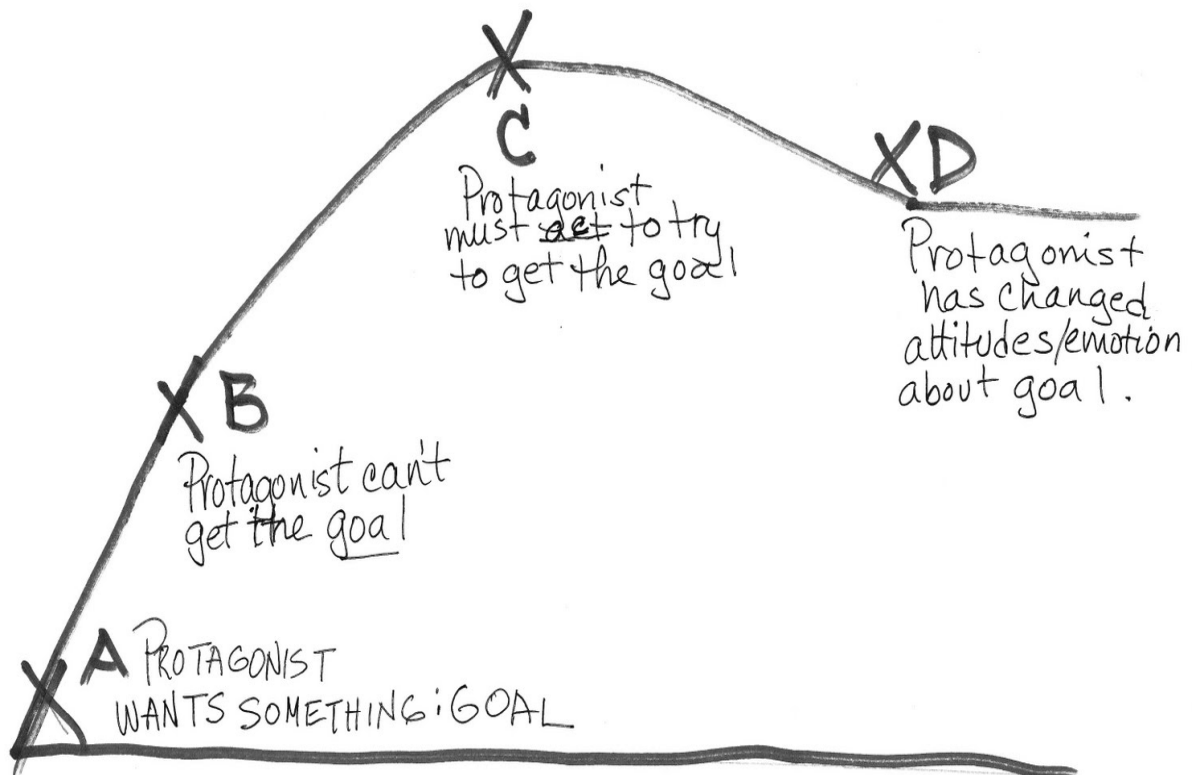 C
Protagonist
must act to try
to get the goal
D
Protagonist
has changed
attitudes/emotion
about goal.
B
Protagonist can't
get the goal
A PROTAGONIST
WANTS SOMETHING: GOAL